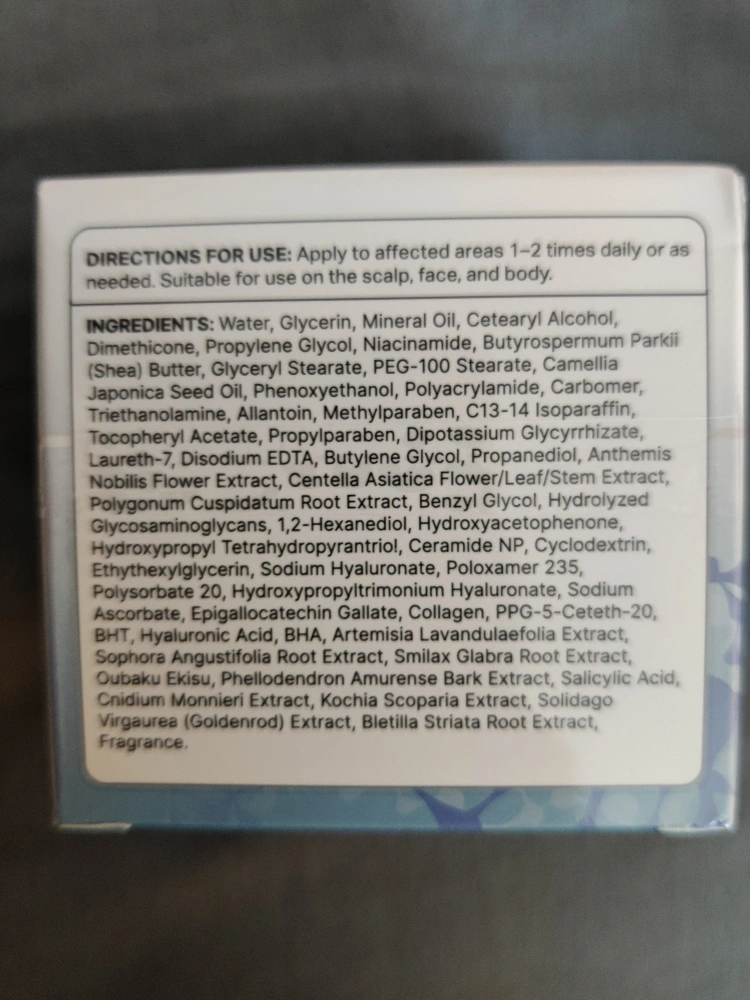 DIRECTIONS FOR USE: Apply to affected areas 1–2 times daily or as
needed. Suitable for use on the scalp, face, and body.
INGREDIENTS: Water, Glycerin, Mineral Oil, Cetearyl Alcohol,
Dimethicone, Propylene Glycol, Niacinamide, Butyrospermum Parkii
(Shea) Butter, Glyceryl Stearate, PEG-100 Stearate, Camellia
Japonica Seed Oil, Phenoxyethanol, Polyacrylamide, Carbomer,
Triethanolamine, Allantoin, Methylparaben, C13-14 Isoparaffin,
Tocopheryl Acetate, Propylparaben, Dipotassium Glycyrrhizate,
Laureth-7, Disodium EDTA, Butylene Glycol, Propanediol, Anthemis
Nobilis Flower Extract, Centella Asiatica Flower/Leaf/Stem Extract,
Polygonum Cuspidatum Root Extract, Benzyl Glycol, Hydrolyzed
Glycosaminoglycans, 1,2-Hexanediol, Hydroxyacetophenone,
Hydroxypropyl Tetrahydropyrantriol, Ceramide NP, Cyclodextrin,
Ethythexylglycerin, Sodium Hyaluronate, Poloxamer 235,
Polysorbate 20, Hydroxypropyltrimonium Hyaluronate, Sodium
Ascorbate, Epigallocatechin Gallate, Collagen, PPG-5-Ceteth-20,
BHT, Hyaluronic Acid, BHA, Artemisia Lavandulaefolia Extract,
Sophora Angustifolia Root Extract, Smilax Glabra Root Extract,
Oubaku Ekisu, Phellodendron Amurense Bark Extract, Salicylic Acid,
Cnidium Monnieri Extract, Kochia Scoparia Extract, Solidago
Virgaurea (Goldenrod) Extract, Bletilla Striata Root Extract,
Fragrance.